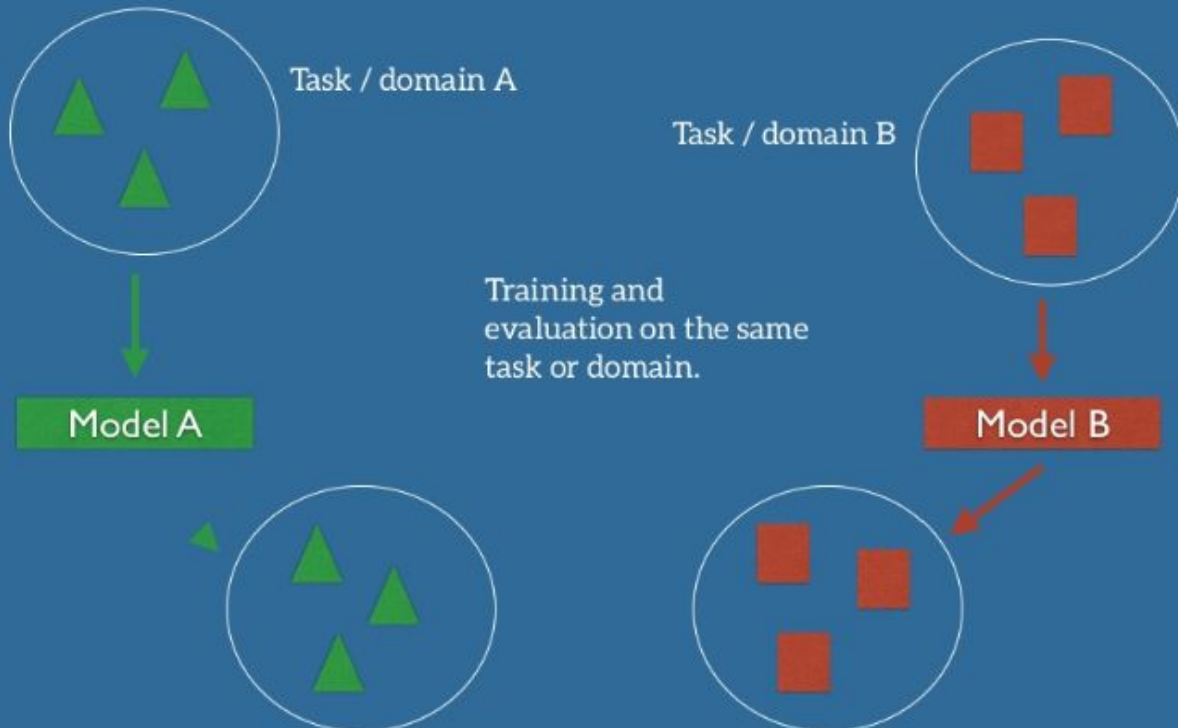 Task / domain A
Task / domain B
Training and
evaluation on the same
task or domain.
Model A
Model B